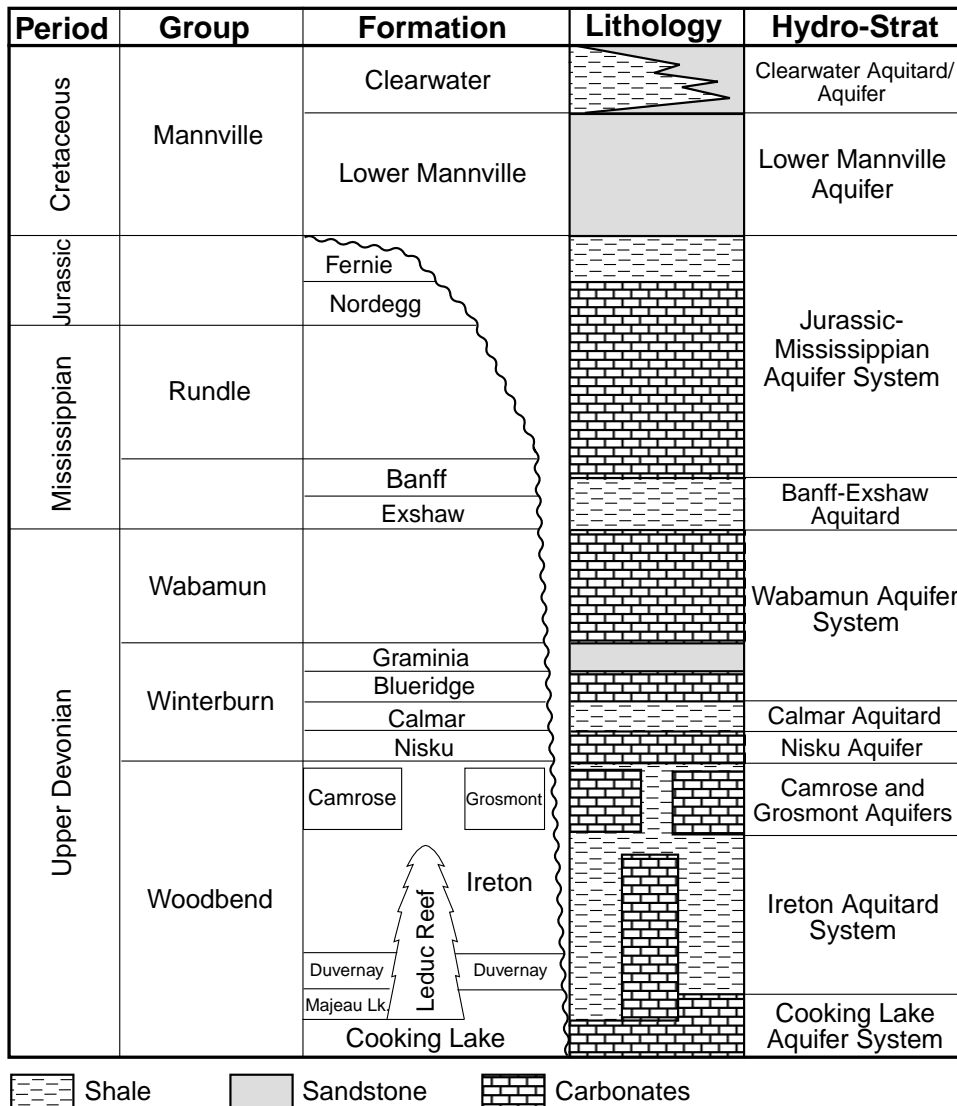 Period Group Formation Lithology Hydro-Strat
Cretaceous
Mannville
Clearwater
Clearwater Aquitard/
Aquifer
Lower Mannville
Lower Mannville
Aquifer
Jurassic
Fernie
Nordegg
Jurassic-
Mississippian
Aquifer System
Mississippian
Rundle
Banff
Exshaw
Banff-Exshaw
Aquitard
Upper Devonian
Wabamun
Wabamun Aquifer
System
Winterburn
Graminia
Blueridge
Calmar
Calmar Aquitard
Nisku
Nisku Aquifer
Woodbend
Camrose
Grosmont
Camrose and
Grosmont Aquifers
Leduc Reef
Ireton
Ireton Aquitard
System
Duvernay
Duvernay
Majeau Lk.
Cooking Lake
Cooking Lake
Aquifer System
Shale
Sandstone
Carbonates